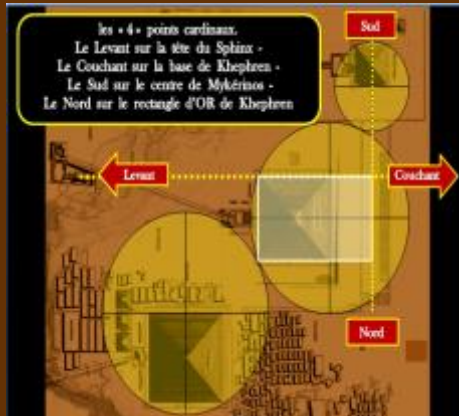 les « 4 » points cardinaux.
Le Levant sur la tête du Sphinx -
Le Couchant sur la base de Khephren -
Le Sud sur le centre de Mykérinos -
Le Nord sur le rectangle d'OR de Khephren
Sud
Levant
Couchant
Nord